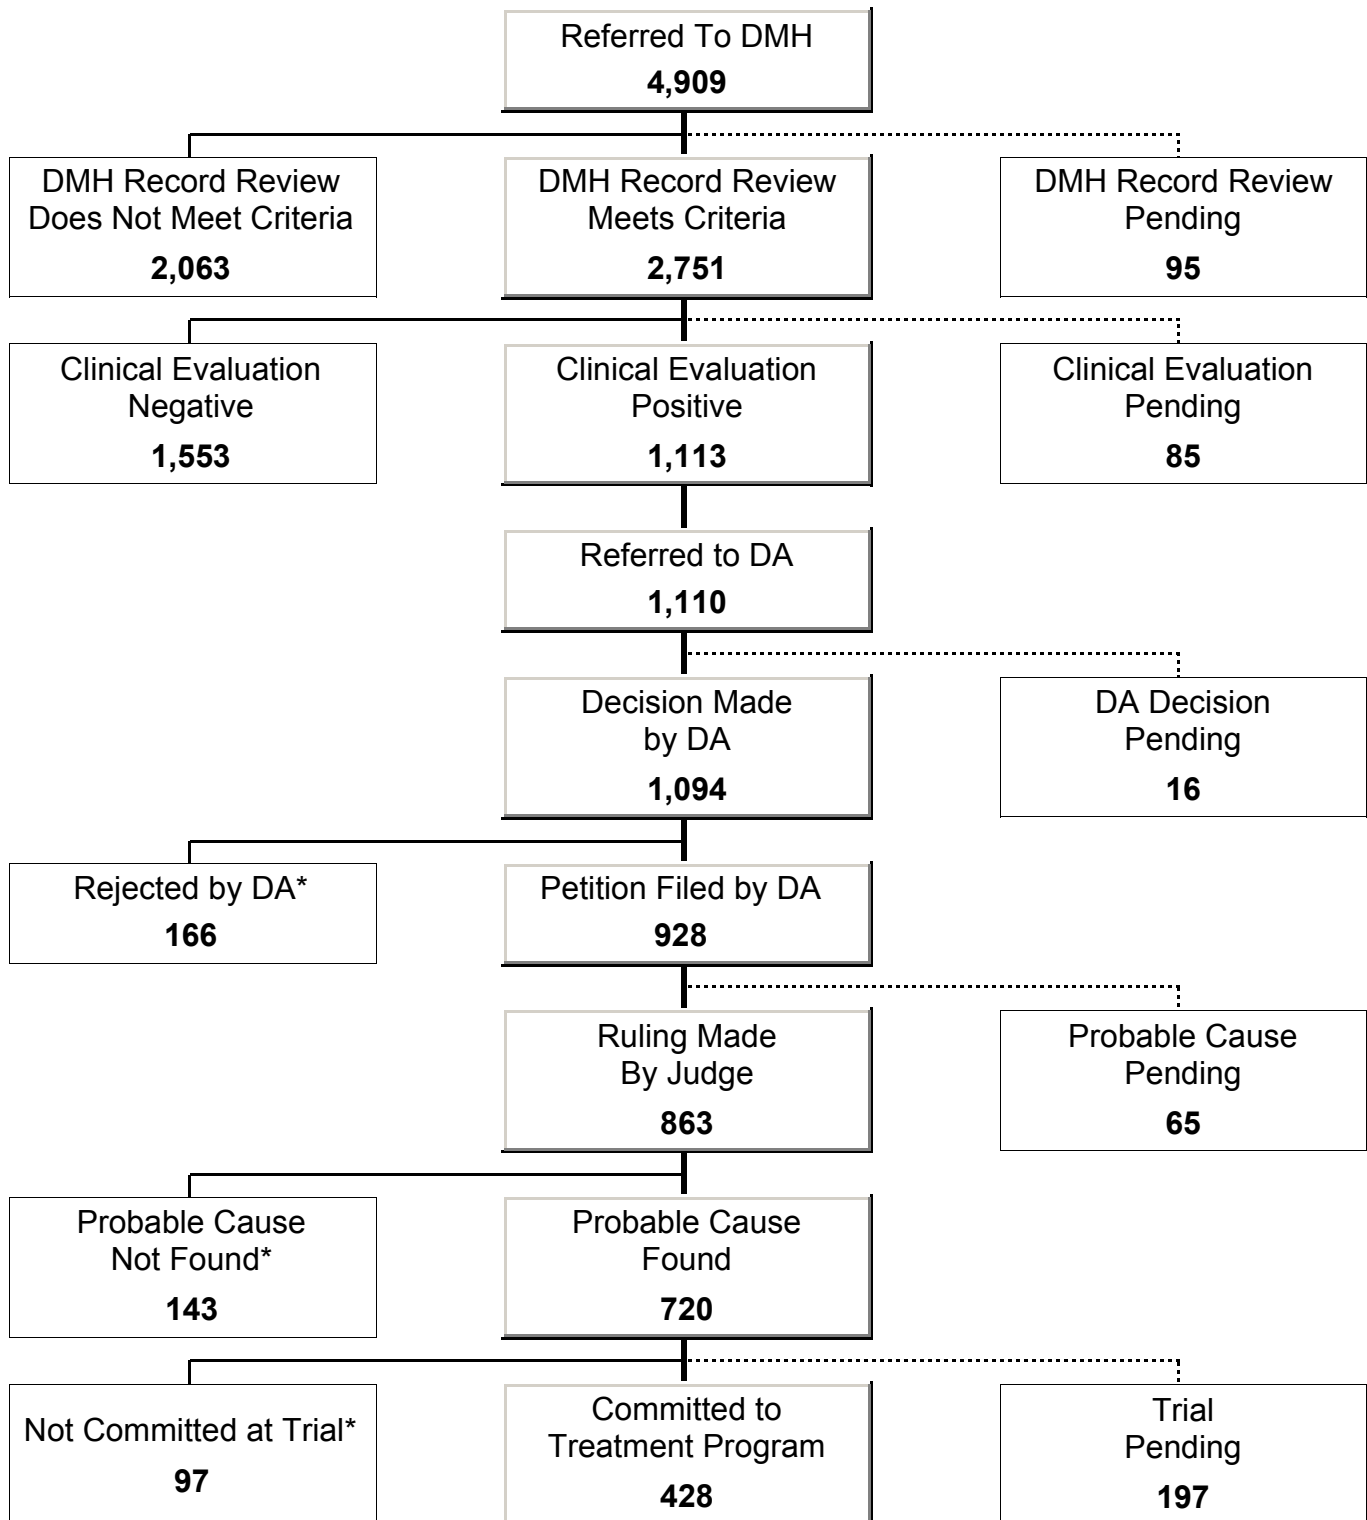 Referred To DMH
4,909
DMH Record Review
Does Not Meet Criteria
2,063
DMH Record Review
Meets Criteria
2,751
DMH Record Review
Pending
95
Clinical Evaluation
Negative
1,553
Clinical Evaluation
Positive
1,113
Clinical Evaluation
Pending
85
Referred to DA
1,110
Decision Made
by DA
1,094
DA Decision
Pending
16
Rejected by DA*
166
Petition Filed by DA
928
Ruling Made
By Judge
863
Probable Cause
Pending
65
Probable Cause
Not Found*
143
Probable Cause
Found
720
Not Committed at Trial*
97
Committed to
Treatment Program
428
Trial
Pending
197